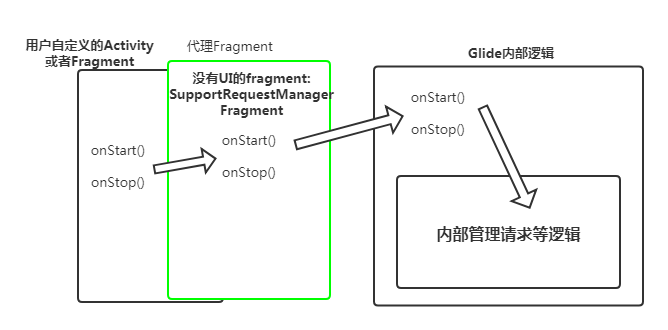 用户自定义的Activity
或者Fragment
代理Fragment
Glide内部逻辑
没有UI的fragment:
SupportRequestManager
Fragment
onStart()
onStop()
onStart()
onStop()
onStart()
onStop()
内部管理请求等逻辑